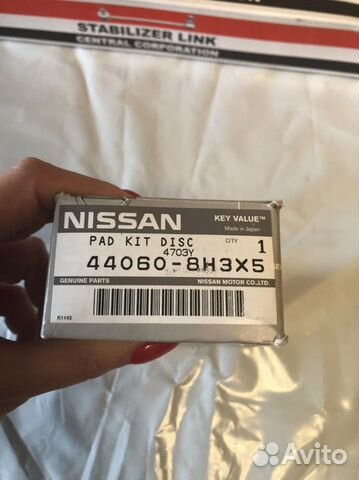 STABILIZER LINK
CENTRAL CORPORATION
NISSAN
KEY VALUE™
Made in Japan
PAD KIT DISC
QTY 1
4703Y
44060-8H3X5
GENUINE PARTS
NISSAN MOTOR CO.,LTD
K1142
Avito